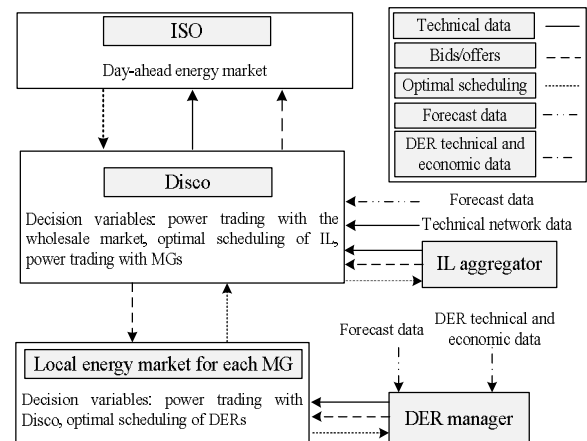 ISO
Day-ahead energy market
Technical data
Bids/offers
Optimal scheduling
Forecast data
DER technical and
economic data
Disco
Decision variables: power trading with the
wholesale market, optimal scheduling of IL,
power trading with MGs
Forecast data
Technical network data
IL aggregator
Local energy market for each MG
Decision variables: power trading with
Disco, optimal scheduling of DERs
Forecast data
DER technical and
economic data
DER manager